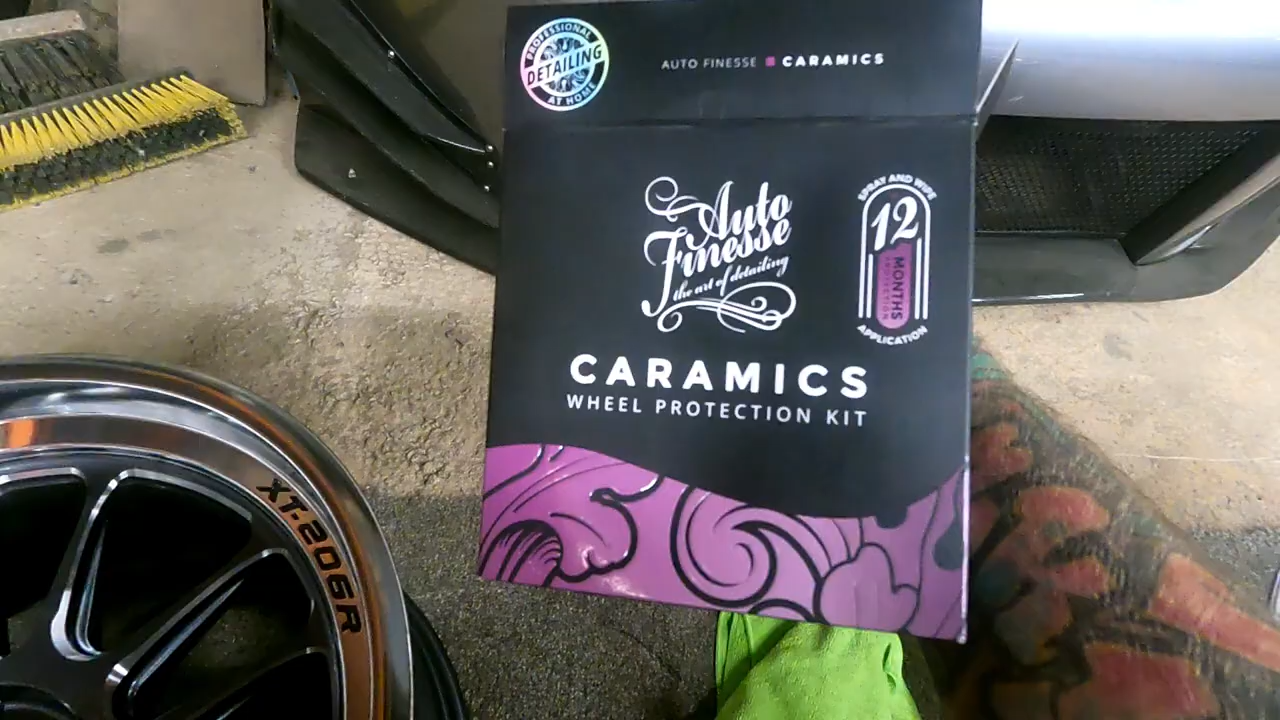 PROFESSIONAL
DETAILING
AT HOME
AUTO FINESSE CARAMICS
Auto
Finesse
the art of detailing
SPRAY AND WIPE
12
MONTHS
PROTECTION
APPLICATION
CARAMICS
WHEEL PROTECTION KIT
XT-206R